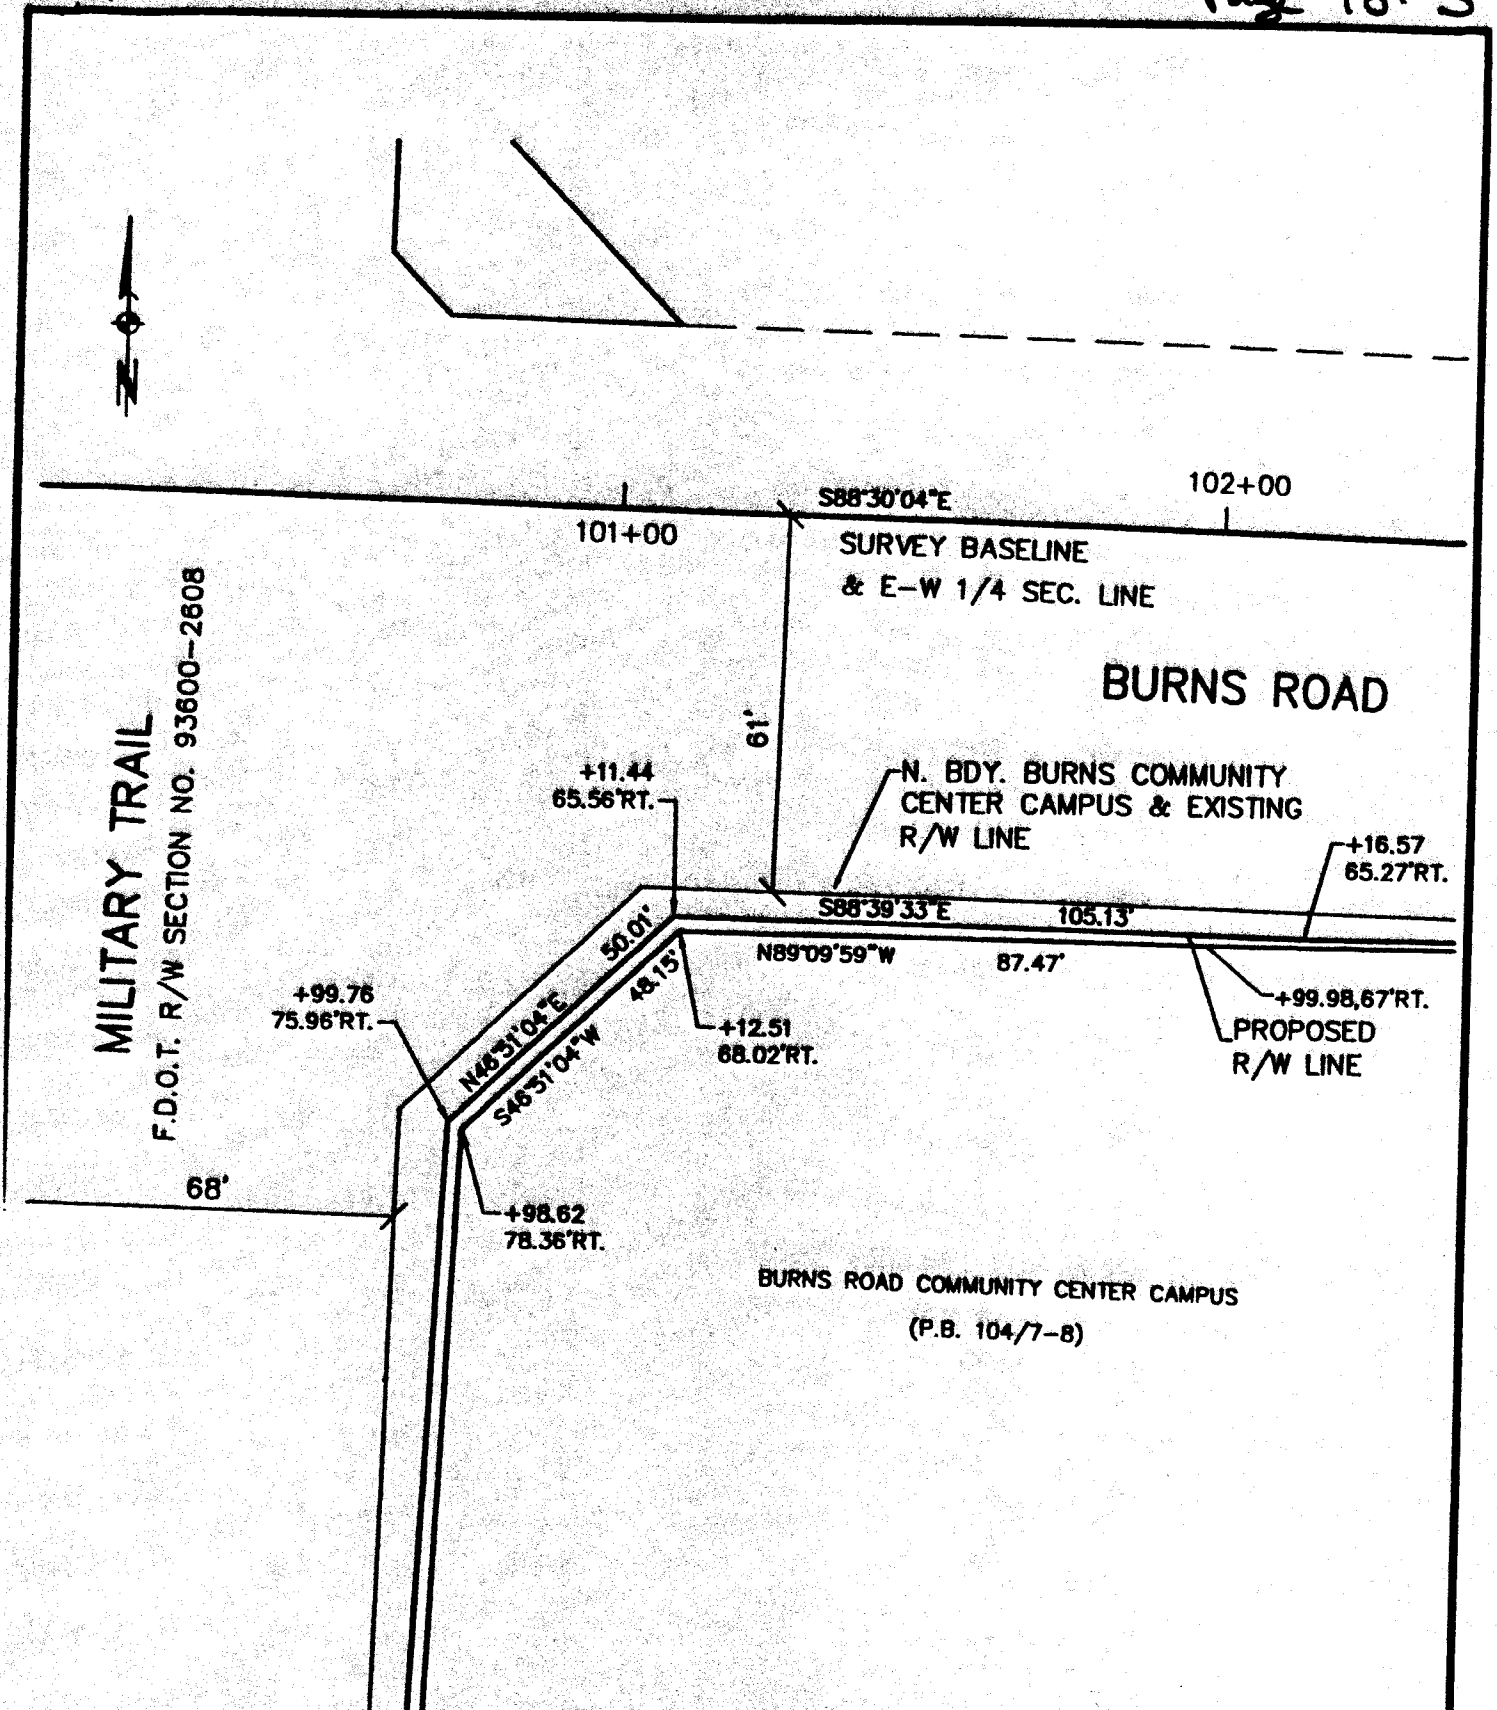 N
S88°30'04"E
102+00
101+00
SURVEY BASELINE
& E-W 1/4 SEC. LINE
BURNS ROAD
MILITARY TRAIL
F.D.O.T. R/W SECTION NO. 93600-2608
61'
+11.44
65.56'RT.
N. BDY. BURNS COMMUNITY
CENTER CAMPUS & EXISTING
R/W LINE
+16.57
65.27'RT.
S88°39'33"E
105.13'
50.01'
N89°09'59"W
87.47'
48.15'
+99.76
75.96'RT.
N46°51'04"E
S46°51'04"W
+12.51
68.02'RT.
+99.98,67'RT.
PROPOSED
R/W LINE
68'
+98.62
78.36'RT.
BURNS ROAD COMMUNITY CENTER CAMPUS
(P.B. 104/7-8)